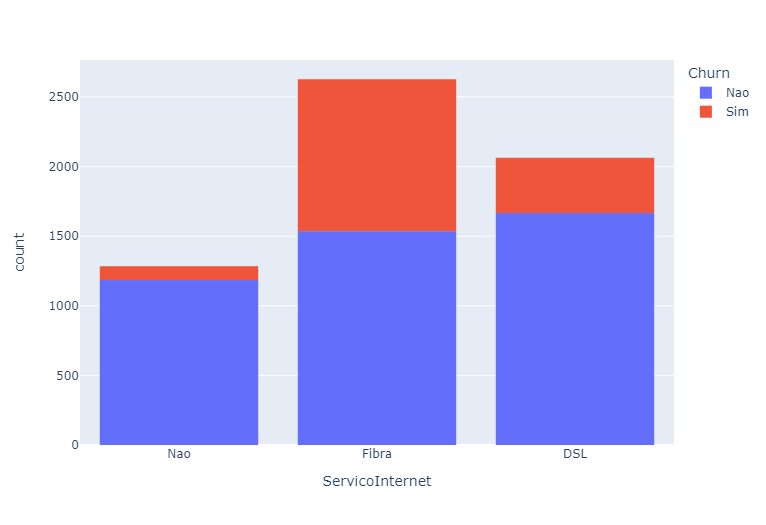 Churn
Nao
Sim
count
2500
2000
1500
1000
500
0
Nao Fibra DSL
ServicoInternet